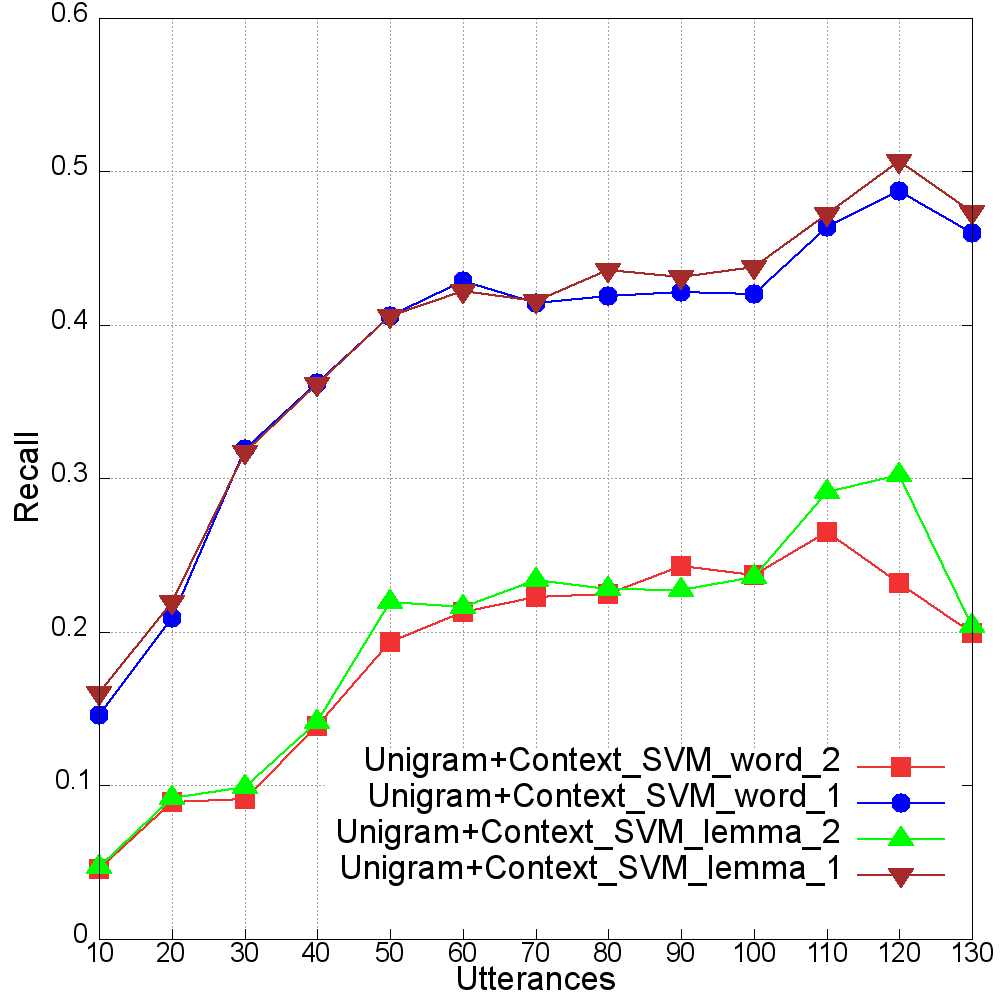 0.6
0.5
0.4
0.3
0.2
0.1
0
Recall
Unigram+Context_SVM_word_2
Unigram+Context_SVM_word_1
Unigram+Context_SVM_lemma_2
Unigram+Context_SVM_lemma_1
10 20 30 40 50 60 70 80 90 100 110 120 130
Utterances